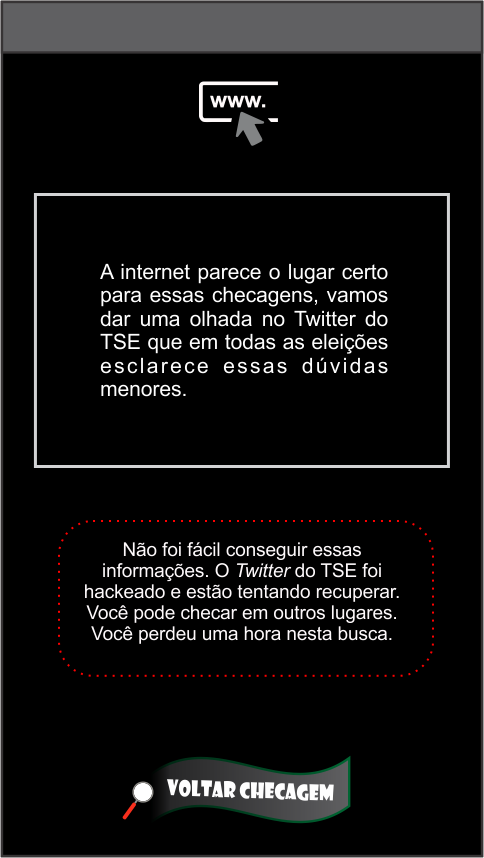 www.
A internet parece o lugar certo
para essas checagens, vamos
dar uma olhada no Twitter do
TSE que em todas as eleições
esclarece essas dúvidas
menores.
Não foi fácil conseguir essas
informações. O Twitter do TSE foi
hackeado e estão tentando recuperar.
Você pode checar em outros lugares.
Você perdeu uma hora nesta busca.
VOLTAR CHECAGEM